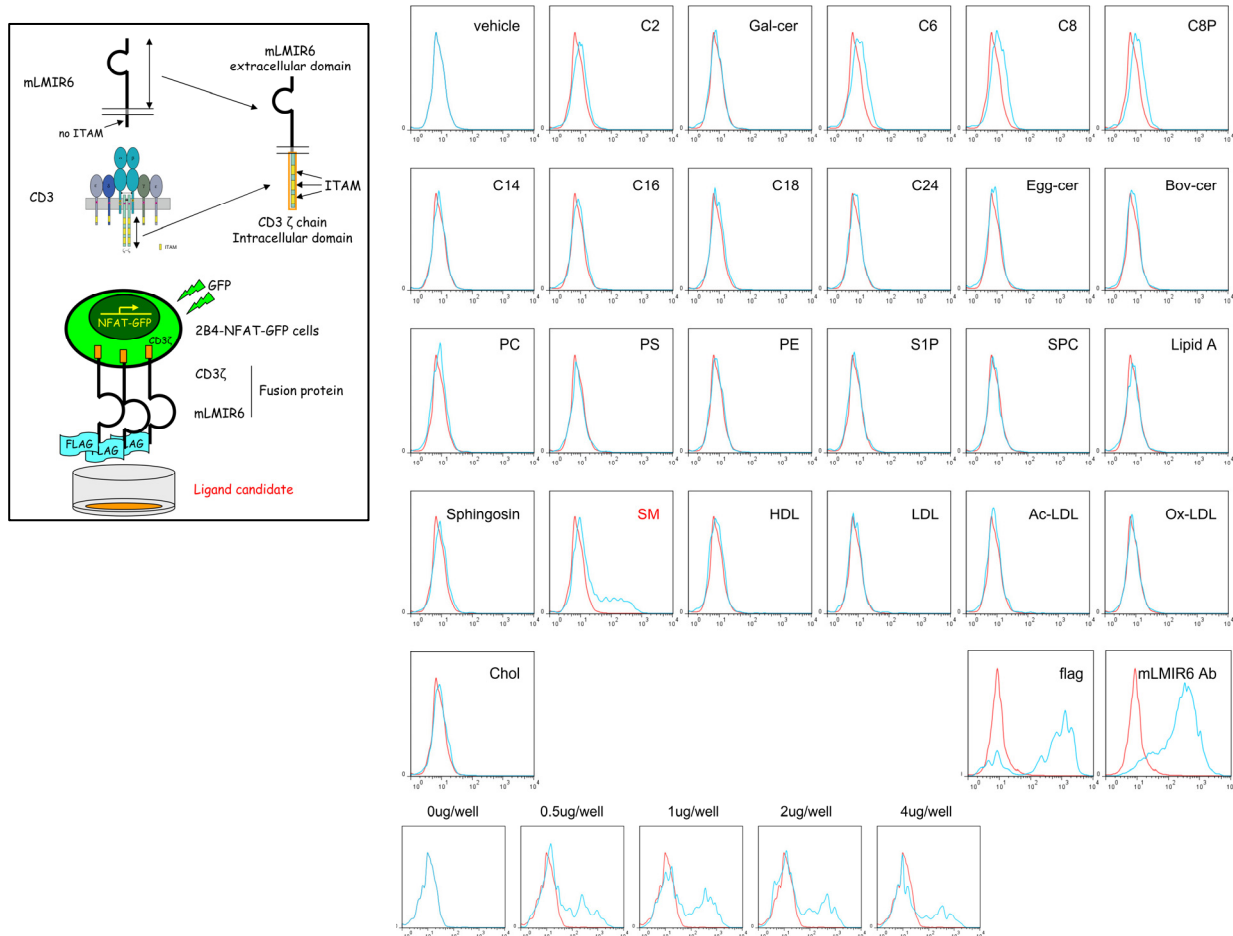 mLMIR6
no ITAM
mLMIR6
extracellular domain
CD3
ITAM
ITAM
CD3 ζ chain
Intracellular domain
GFP
NFAT-GFP
CD3ζ
2B4-NFAT-GFP cells
CD3ζ
Fusion protein
mLMIR6
FLAG
FLAG
LAG
Ligand candidate
vehicle
C2
Gal-cer
C6
C8
C8P
C14
C16
C18
C24
Egg-cer
Bov-cer
PC
PS
PE
S1P
SPC
Lipid A
Sphingosin
SM
HDL
LDL
Ac-LDL
Ox-LDL
Chol
flag
mLMIR6 Ab
0ug/well
0.5ug/well
1ug/well
2ug/well
4ug/well